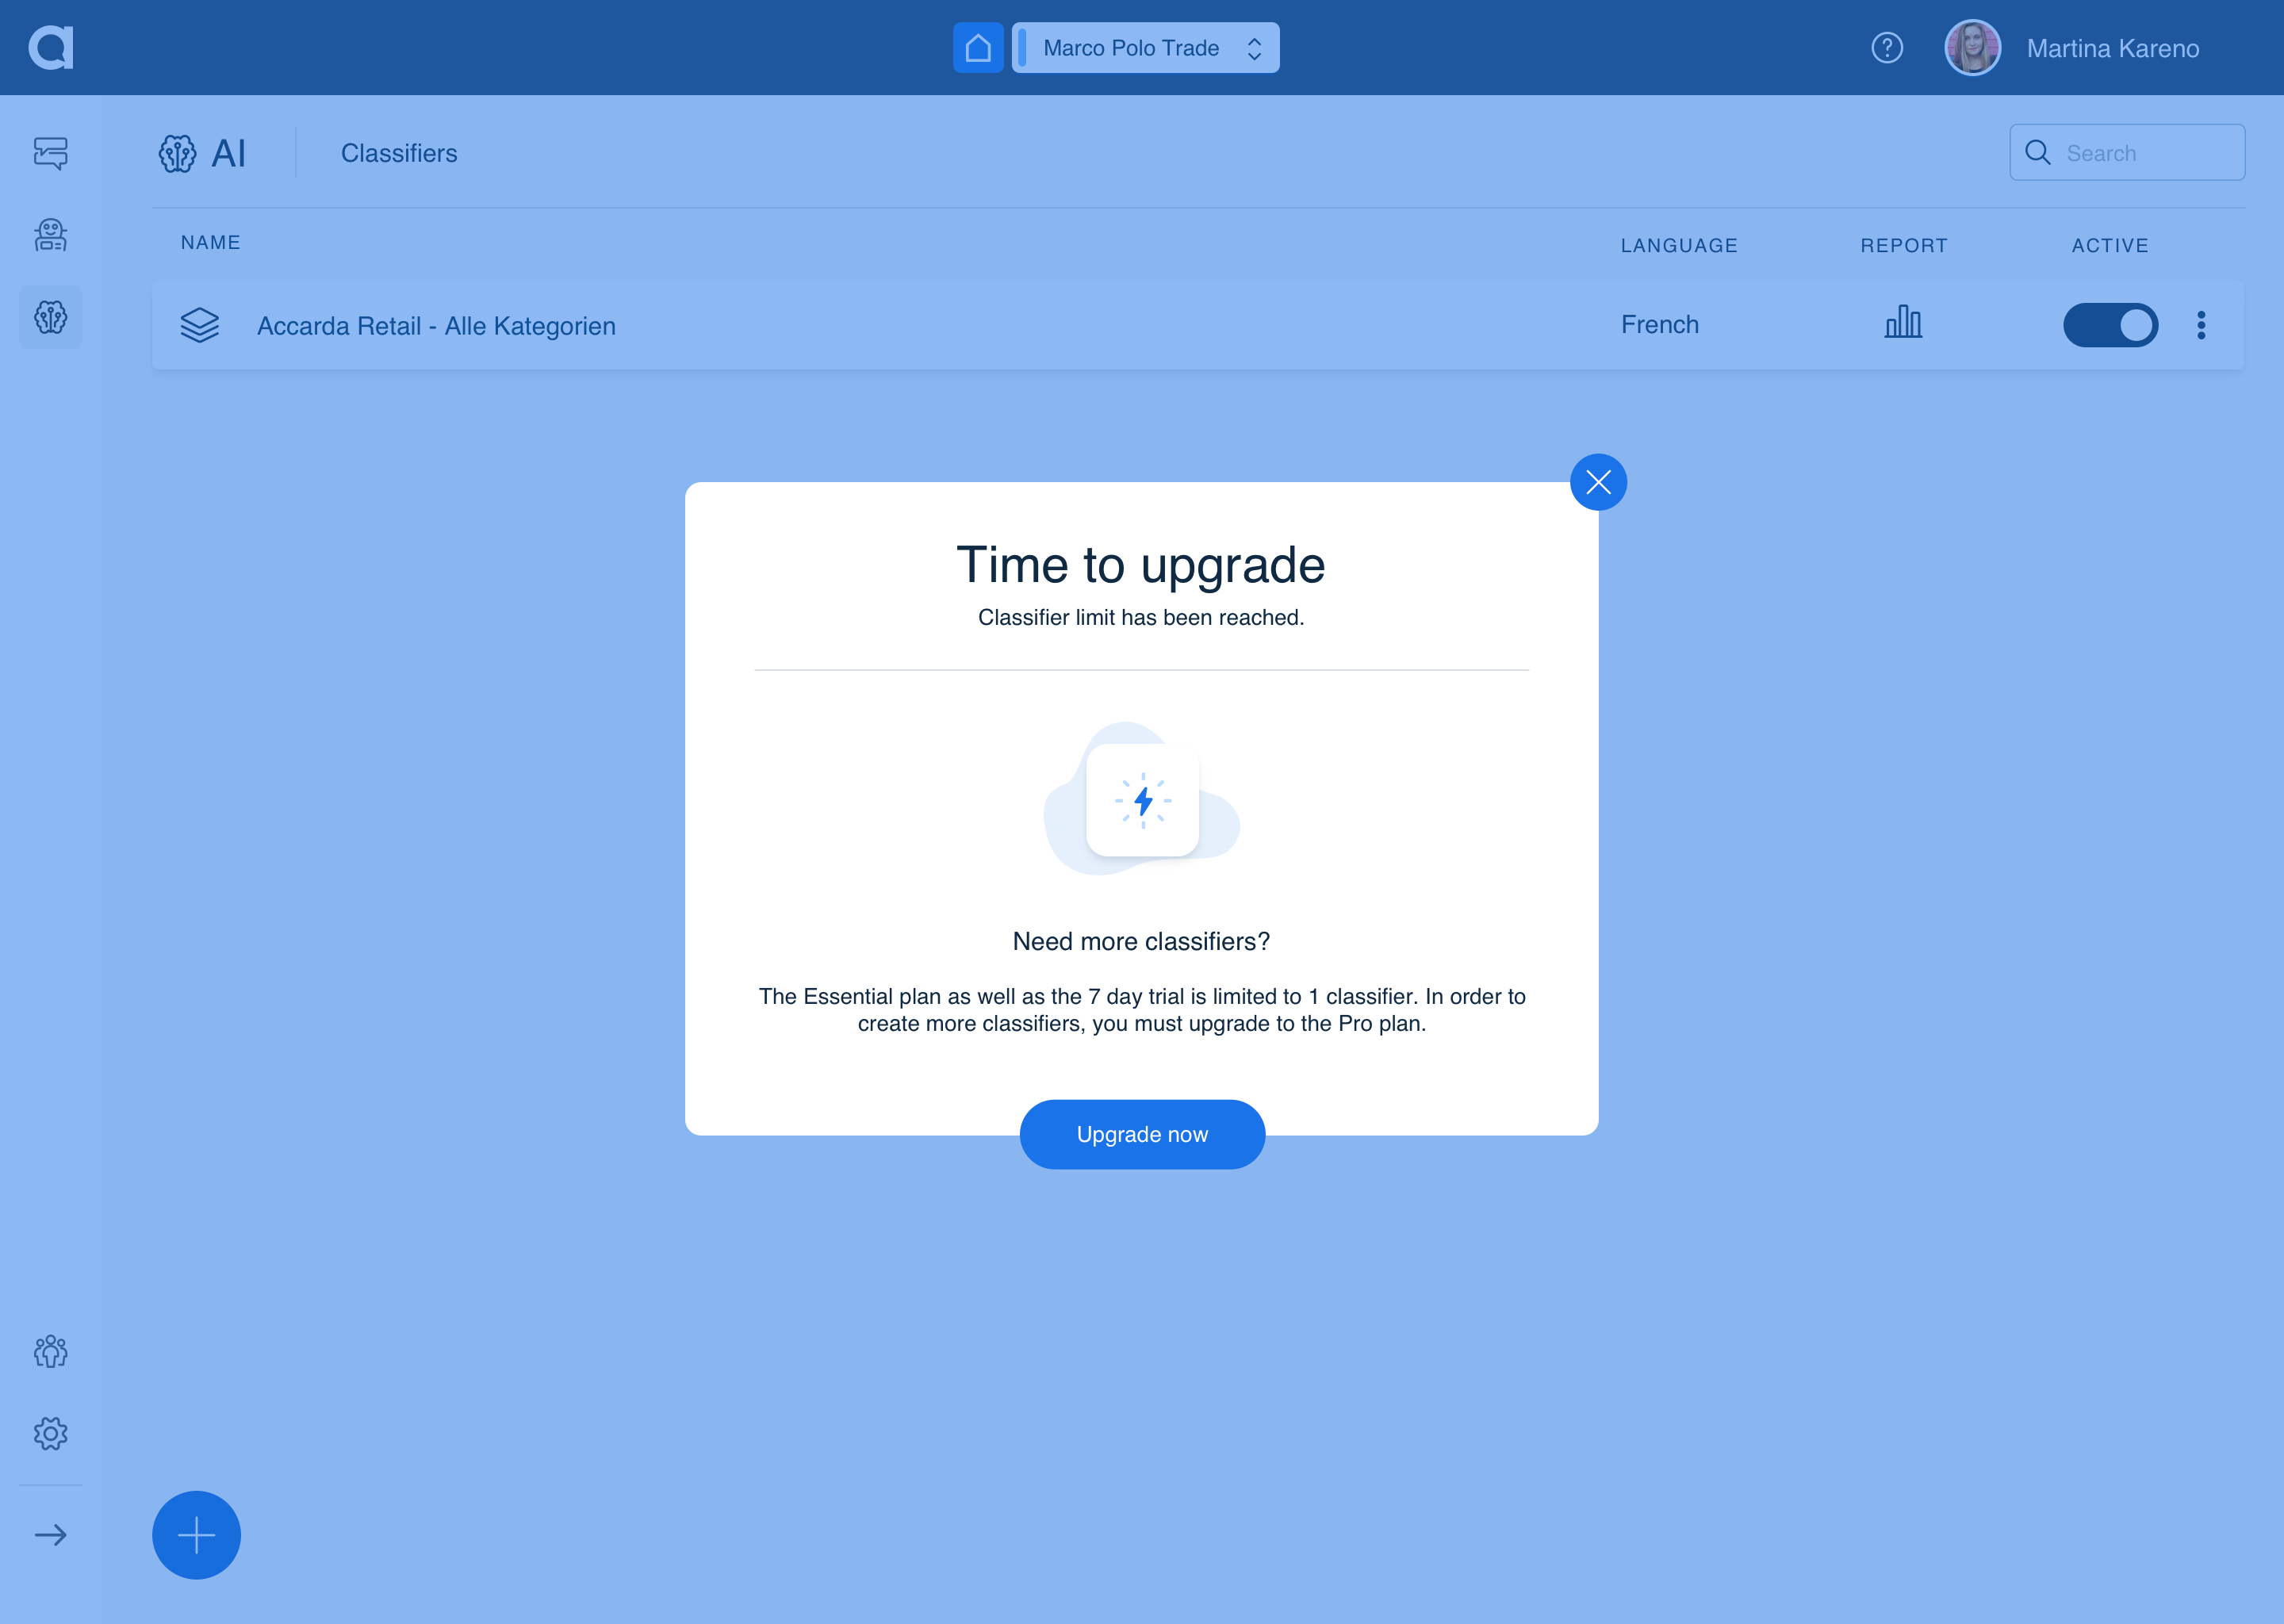 Marco Polo Trade
Martina Kareno
AI
Classifiers
Search
NAME
LANGUAGE
REPORT
ACTIVE
Accarda Retail - Alle Kategorien
French
Time to upgrade
Classifier limit has been reached.
Need more classifiers?
The Essential plan as well as the 7 day trial is limited to 1 classifier. In order to
create more classifiers, you must upgrade to the Pro plan.
Upgrade now